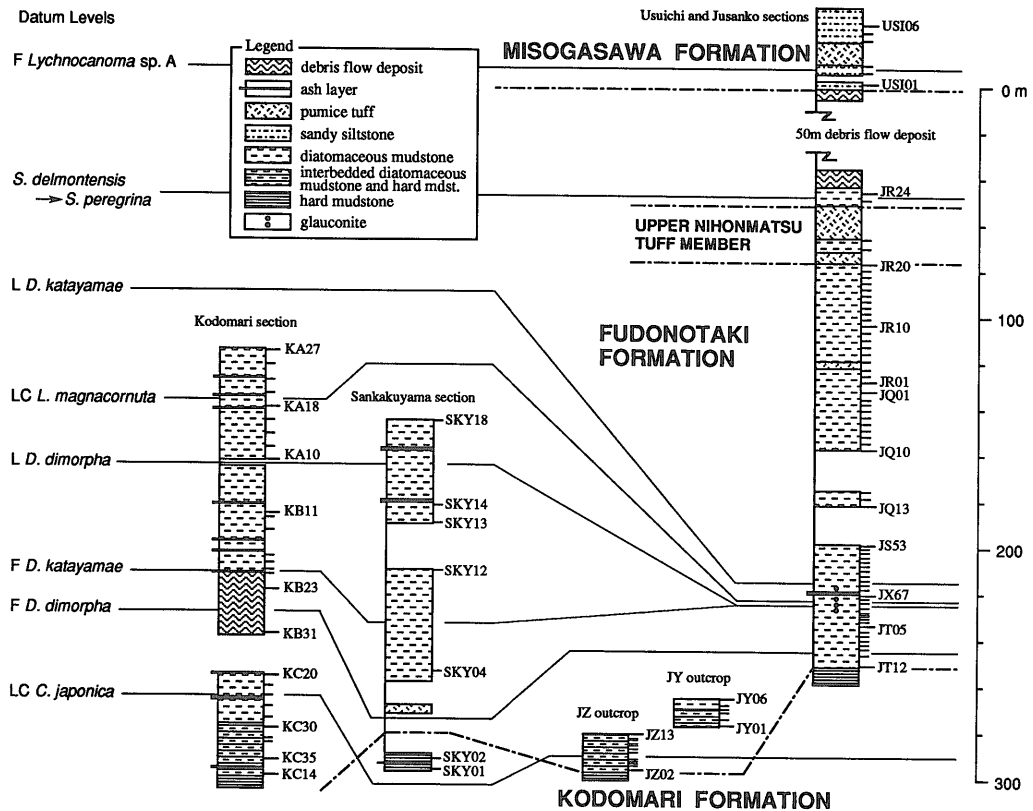 Datum Levels
F Lychnocanoma sp. A
S. delmontensis
→ S. peregrina
L D. katayamae
LC L. magnacornuta
L D. dimorpha
F D. katayamae
F D. dimorpha
LC C. japonica
Legend
debris flow deposit
ash layer
pumice tuff
sandy siltstone
diatomaceous mudstone
interbedded diatomaceous
mudstone and hard mdst.
hard mudstone
glauconite
Kodomari section
KA27
KA18
KA10
KB11
KB23
KB31
KC20
KC30
KC35
KC14
Sankakuyama section
SKY18
SKY14
SKY13
SKY12
SKY04
SKY02
SKY01
JZ outcrop
JZ13
JZ02
JY outcrop
JY06
JY01
MISOGASAWA FORMATION
UPPER NIHONMATSU
TUFF MEMBER
FUDONOTAKI
FORMATION
KODOMARI FORMATION
Usuichi and Jusanko sections
USI06
USI01
50m debris flow deposit
JR24
JR20
JR10
JR01
JQ01
JQ10
JQ13
JS53
JX67
JT05
JT12
0 m
100
200
300